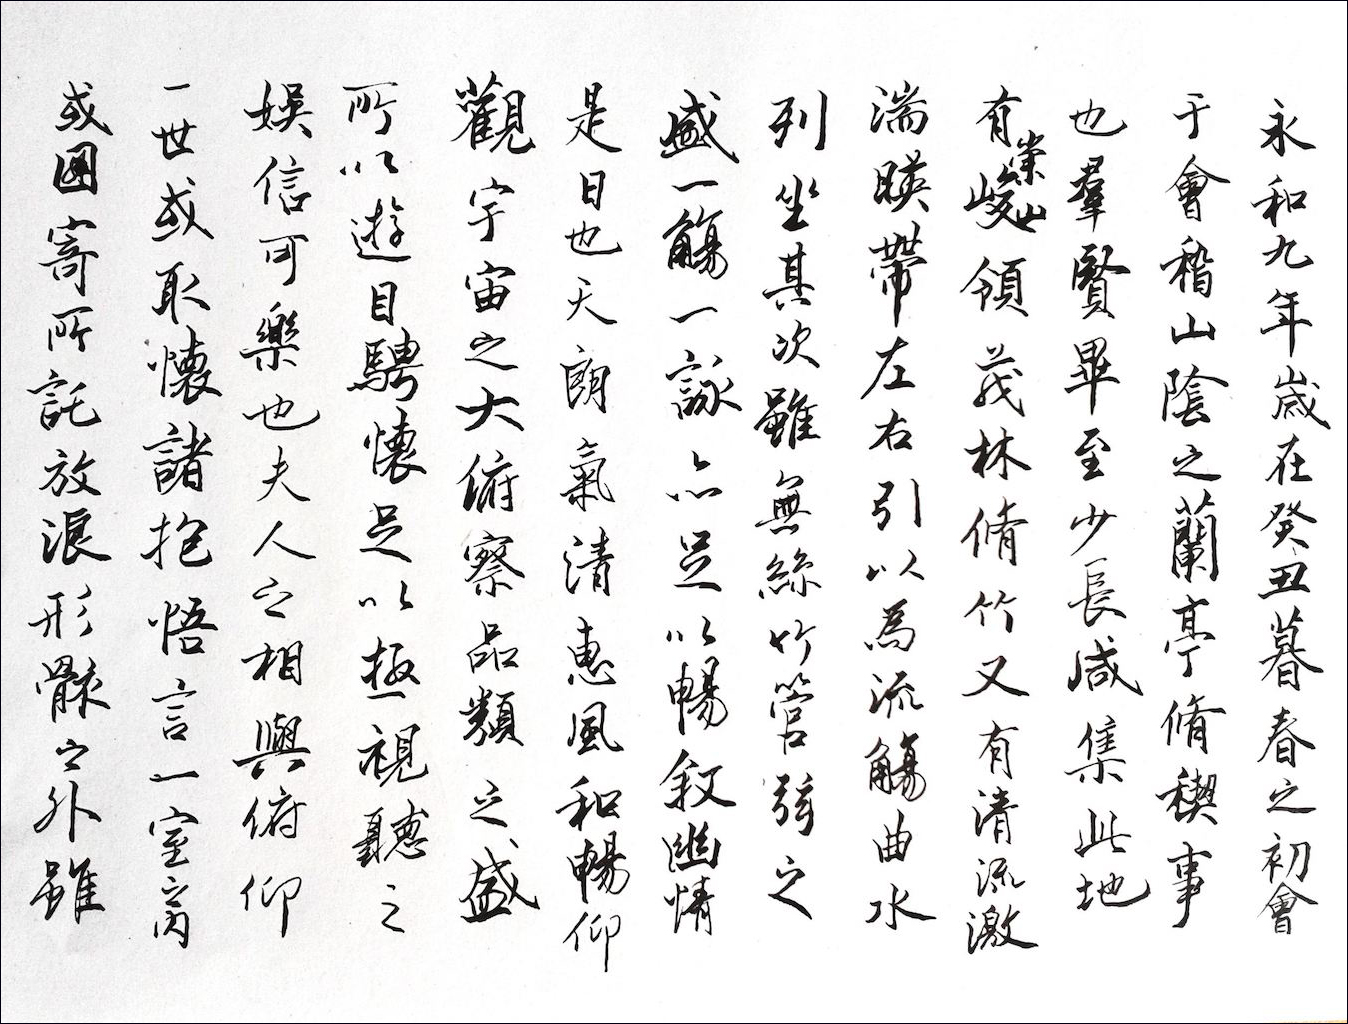 永和九年歲在癸丑暮春之初會
于會稽山陰之蘭亭脩稧事
也羣賢畢至少長咸集此地
有崇山峻領茂林脩竹又有清流激
湍暎帶左右引以為流觴曲水
列坐其次雖無絲竹管弦之
盛一觴一詠亦足以暢敘幽情
是日也天朗氣清惠風和暢仰
觀宇宙之大俯察品類之盛
所以遊目騁懷足以極視聽之
娛信可樂也夫人之相與俯仰
一世或取懷諸抱悟言一室之內
或因寄所託放浪形骸之外雖